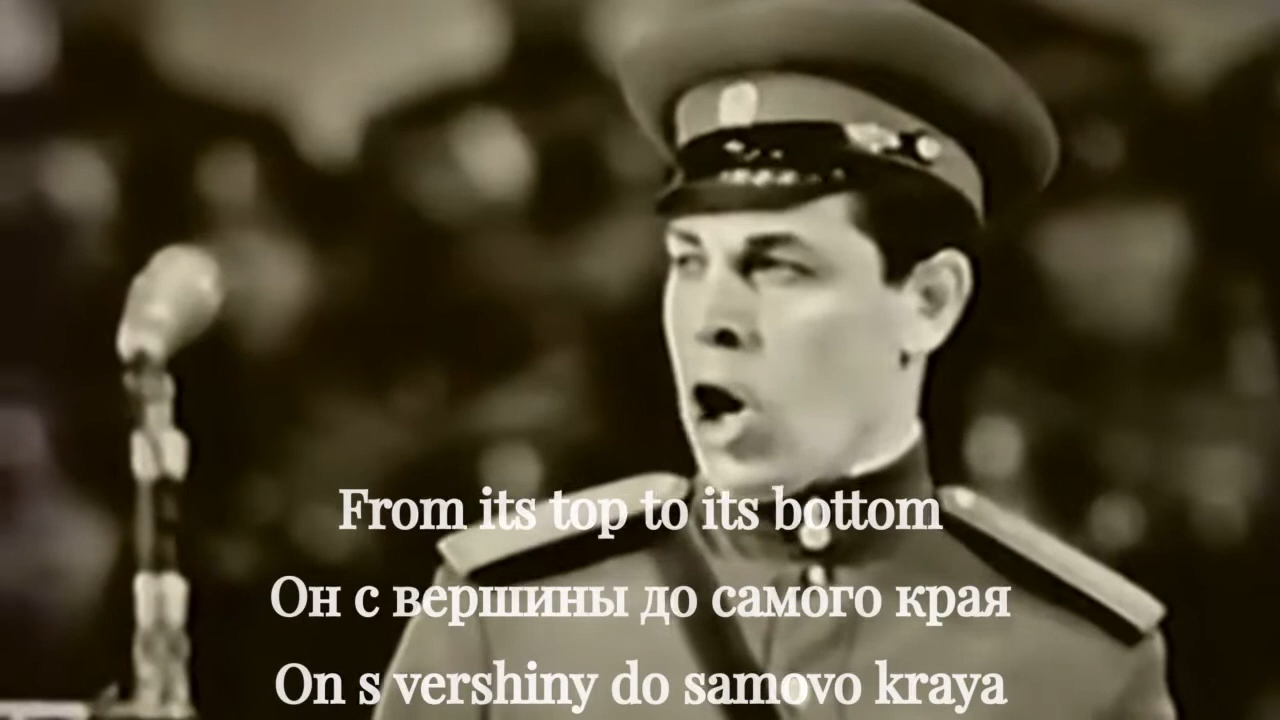 From its top to its bottom
Он с вершины до самого края
On s vershiny do samovo kraya